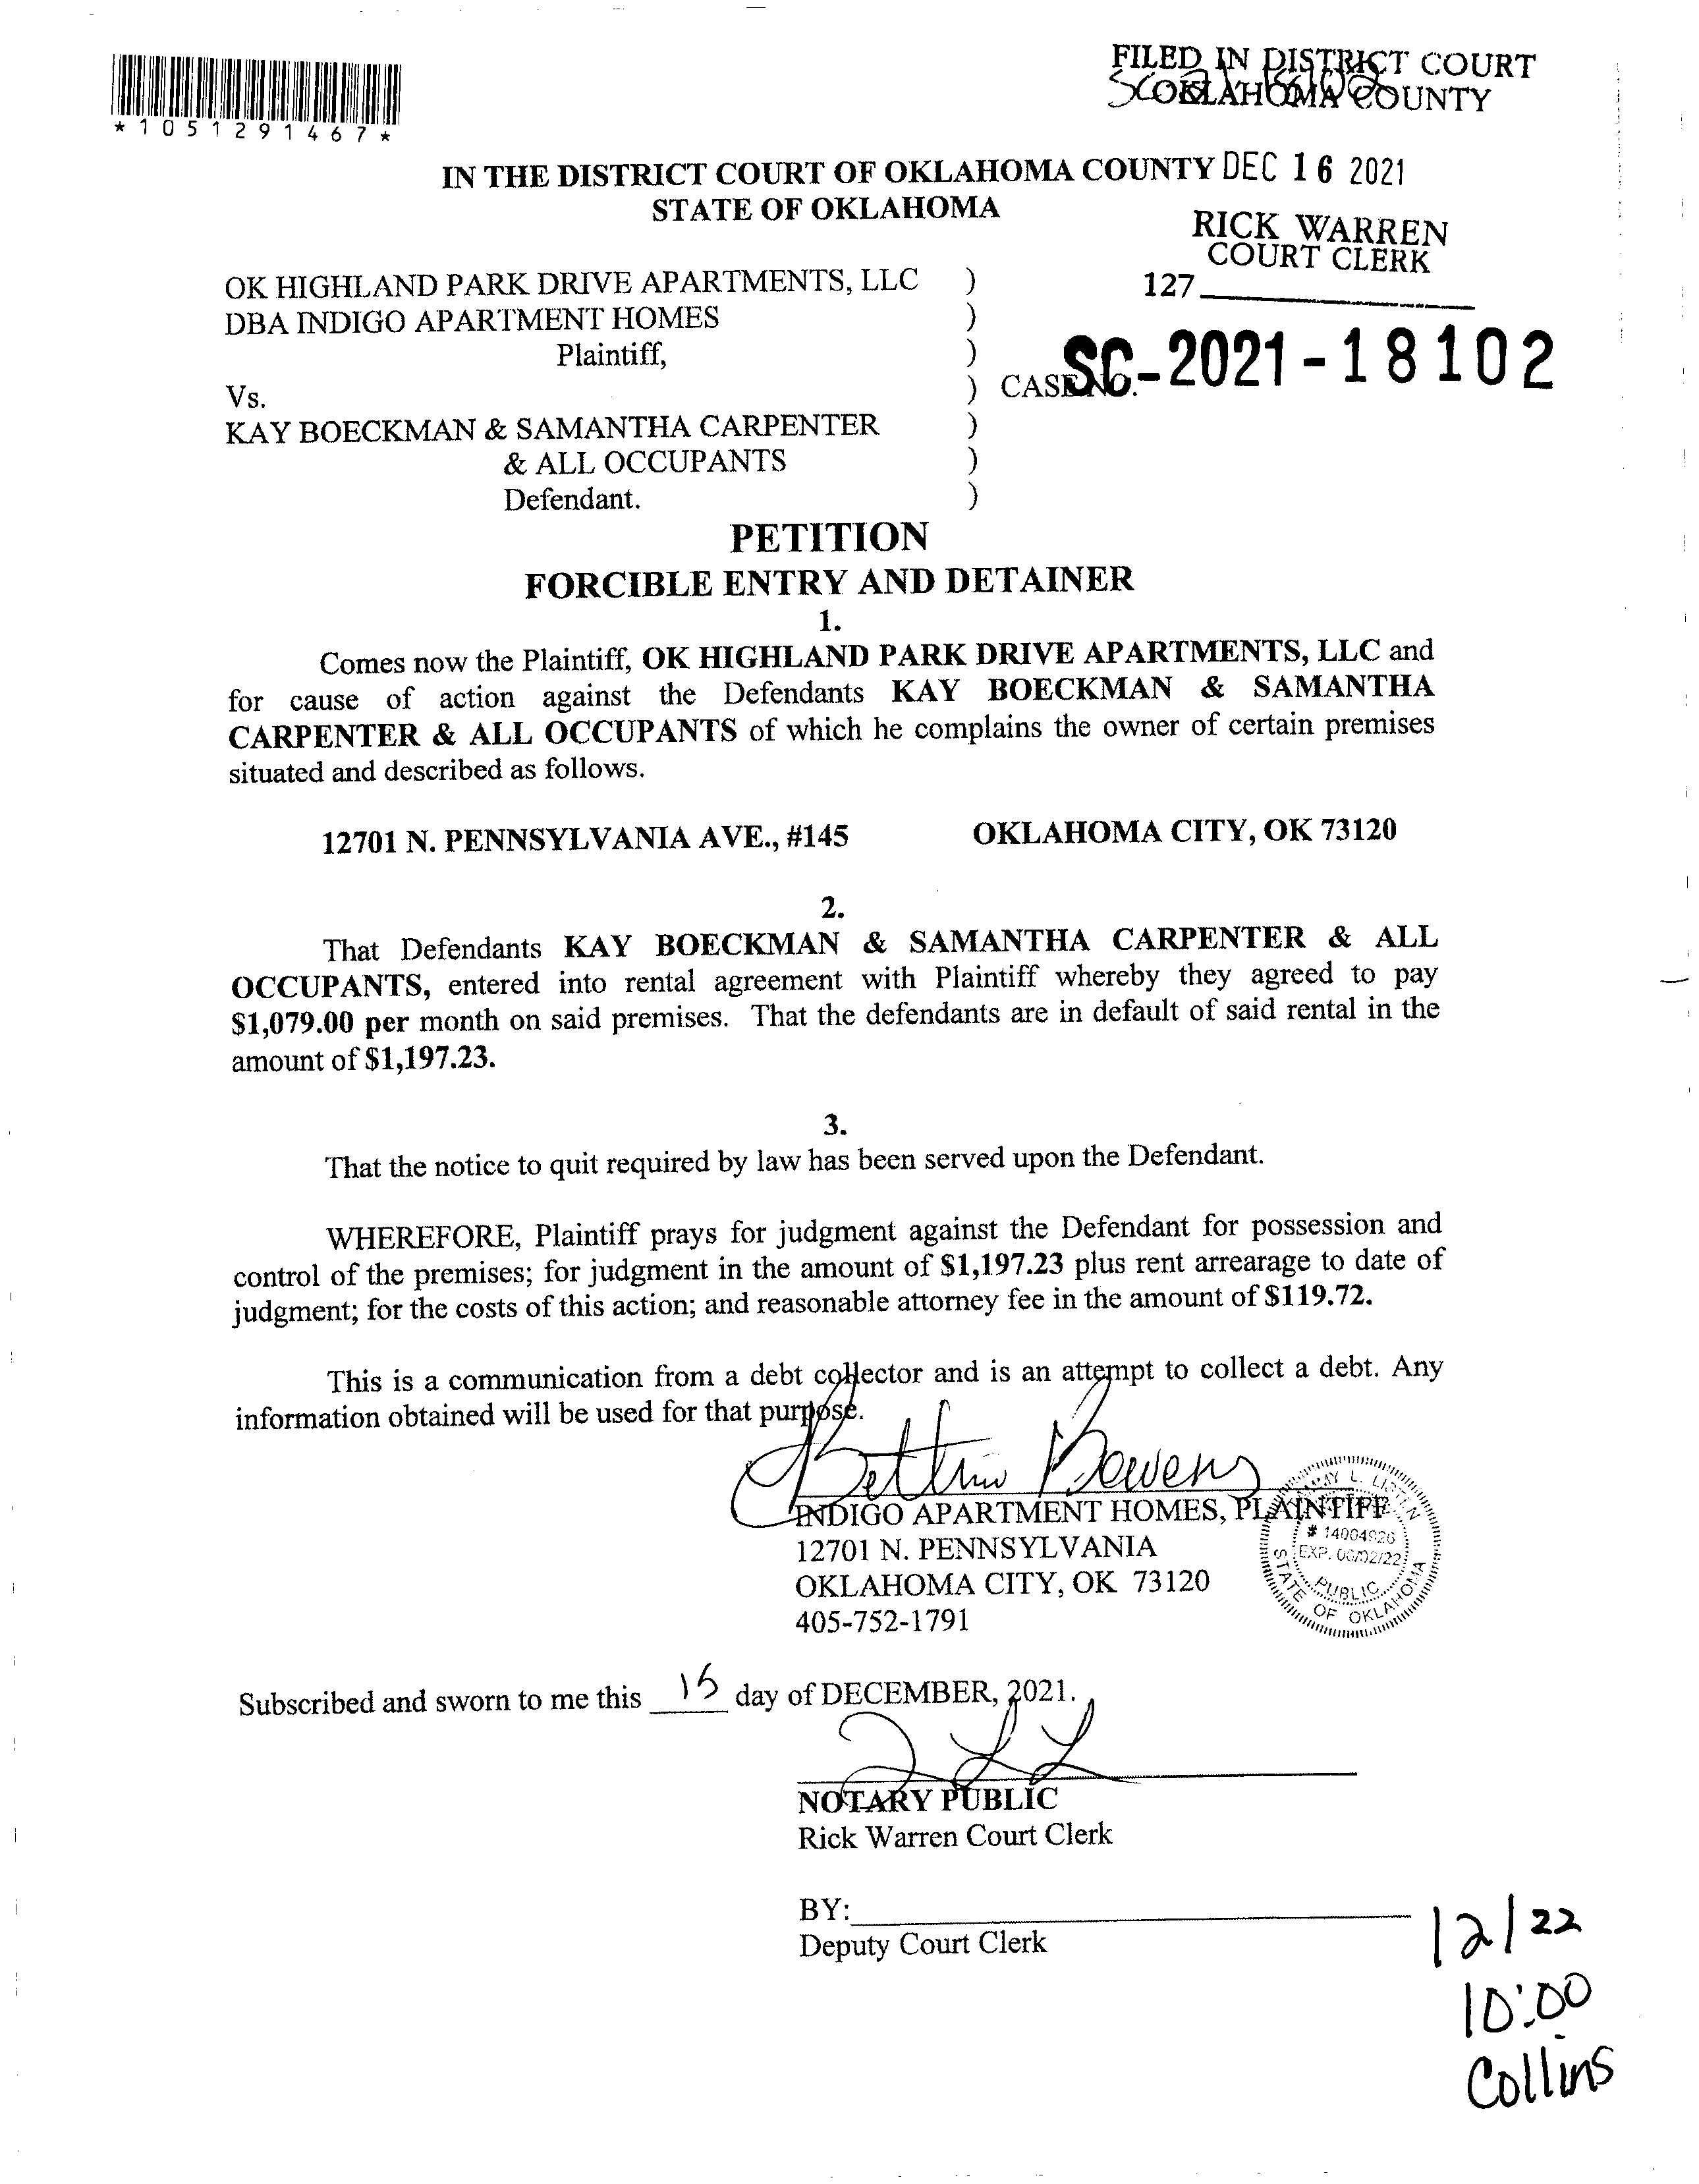 *1051291467*
FILED IN DISTRICT COURT
OKLAHOMA COUNTY
IN THE DISTRICT COURT OF OKLAHOMA COUNTY DEC 16 2021
STATE OF OKLAHOMA
RICK WARREN
COURT CLERK
127
OK HIGHLAND PARK DRIVE APARTMENTS, LLC )
DBA INDIGO APARTMENT HOMES )
Plaintiff, )
Vs. ) CASE NO. SC-2021-18102
KAY BOECKMAN & SAMANTHA CARPENTER )
& ALL OCCUPANTS )
Defendant. )
PETITION
FORCIBLE ENTRY AND DETAINER
1.
Comes now the Plaintiff, OK HIGHLAND PARK DRIVE APARTMENTS, LLC and
for cause of action against the Defendants KAY BOECKMAN & SAMANTHA
CARPENTER & ALL OCCUPANTS of which he complains the owner of certain premises
situated and described as follows.
12701 N. PENNSYLVANIA AVE., #145 OKLAHOMA CITY, OK 73120
2.
That Defendants KAY BOECKMAN & SAMANTHA CARPENTER & ALL
OCCUPANTS, entered into rental agreement with Plaintiff whereby they agreed to pay
$1,079.00 per month on said premises. That the defendants are in default of said rental in the
amount of $1,197.23.
3.
That the notice to quit required by law has been served upon the Defendant.
WHEREFORE, Plaintiff prays for judgment against the Defendant for possession and
control of the premises; for judgment in the amount of $1,197.23 plus rent arrearage to date of
judgment; for the costs of this action; and reasonable attorney fee in the amount of $119.72.
This is a communication from a debt collector and is an attempt to collect a debt. Any
information obtained will be used for that purpose.
Bowens
INDIGO APARTMENT HOMES, PLAINTIFF
12701 N. PENNSYLVANIA
OKLAHOMA CITY, OK 73120
405-752-1791
L.
# 14004926
EXP.
PUBLIC
STATE OF OKLAHOMA
Subscribed and sworn to me this 15 day of DECEMBER, 2021.
NOTARY PUBLIC
Rick Warren Court Clerk
BY:
Deputy Court Clerk
12/22
10:00
Collins